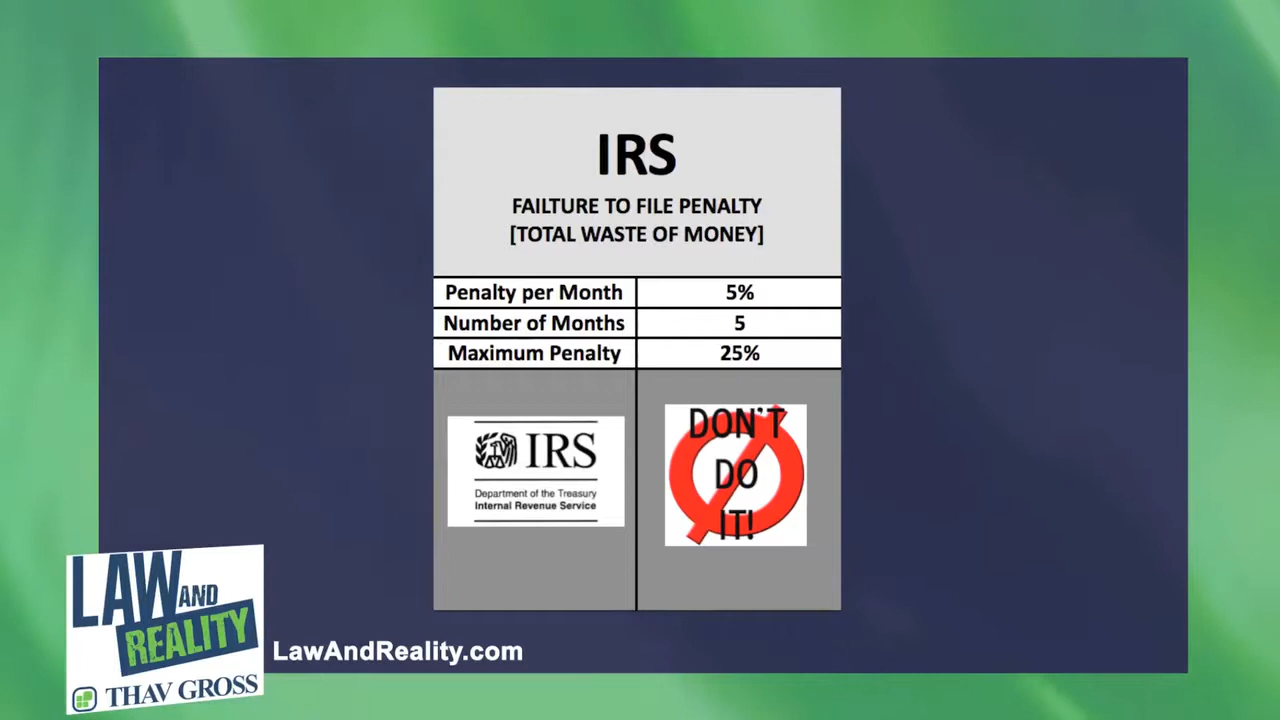 IRS
FAILTURE TO FILE PENALTY
[TOTAL WASTE OF MONEY]
Penalty per Month 5%
Number of Months 5
Maximum Penalty 25%
IRS
Department of the Treasury
Internal Revenue Service
DON'T
DO
IT!
LAW AND
REALITY
THAV GROSS
LawAndReality.com